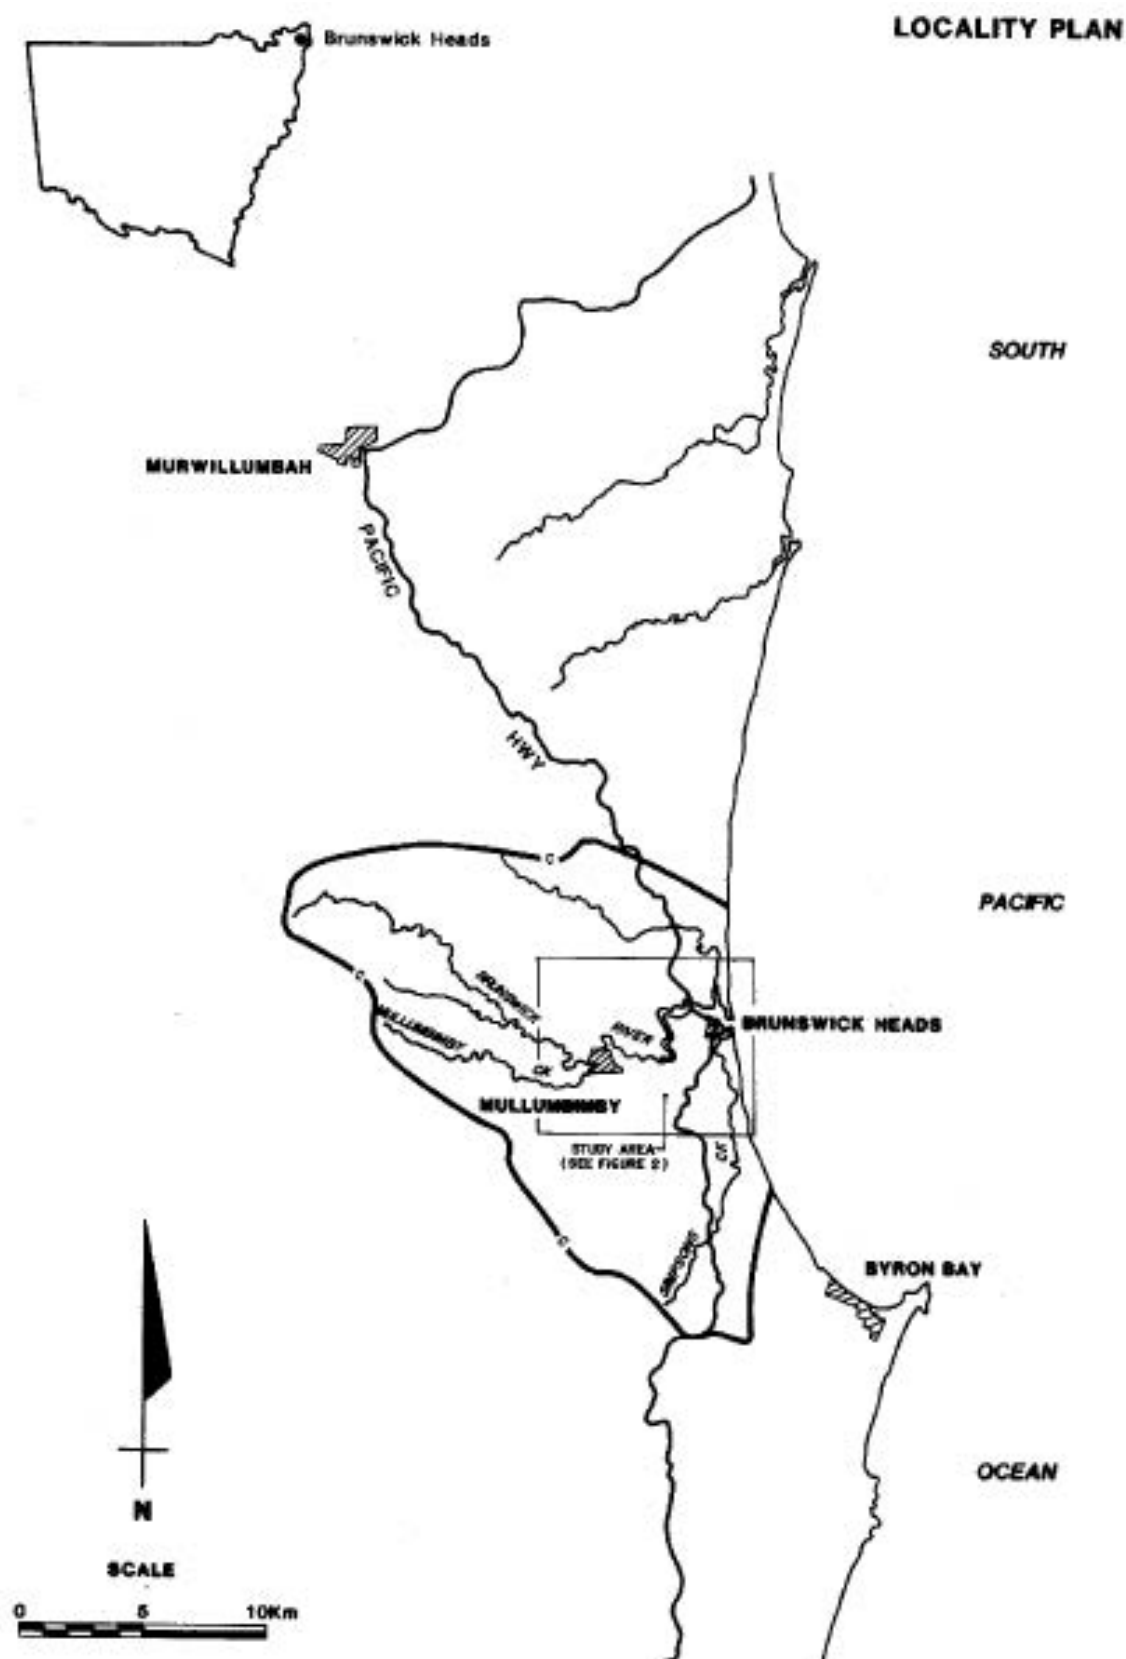 LOCALITY PLAN
Brunswick Heads
SOUTH
MURWILLUMBAH
PACIFIC
HWY
C
PACIFIC
C
BRUNSWICK
RIVER
BRUNSWICK HEADS
MULLUMBIMBY
CK
MULLUMBIMBY
STUDY AREA
(SEE FIGURE 2)
CK
C
SIMPSONS
BYRON BAY
OCEAN
N
SCALE
0 5 10Km